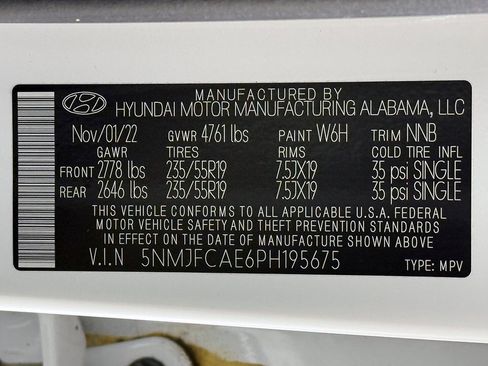 MANUFACTURED BY
HYUNDAI MOTOR MANUFACTURING ALABAMA, LLC
Nov/01/22 GVWR 4761 lbs PAINT W6H TRIM NNB
GAWR TIRES RIMS COLD TIRE INFL
FRONT 2778 lbs 235/55R19 7.5JX19 35 psi SINGLE
REAR 2646 lbs 235/55R19 7.5JX19 35 psi SINGLE
THIS VEHICLE CONFORMS TO ALL APPLICABLE U.S.A. FEDERAL
MOTOR VEHICLE SAFETY AND THEFT PREVENTION STANDARDS
IN EFFECT ON THE DATE OF MANUFACTURE SHOWN ABOVE
V.I.N 5NMJFCAE6PH195675 TYPE: MPV